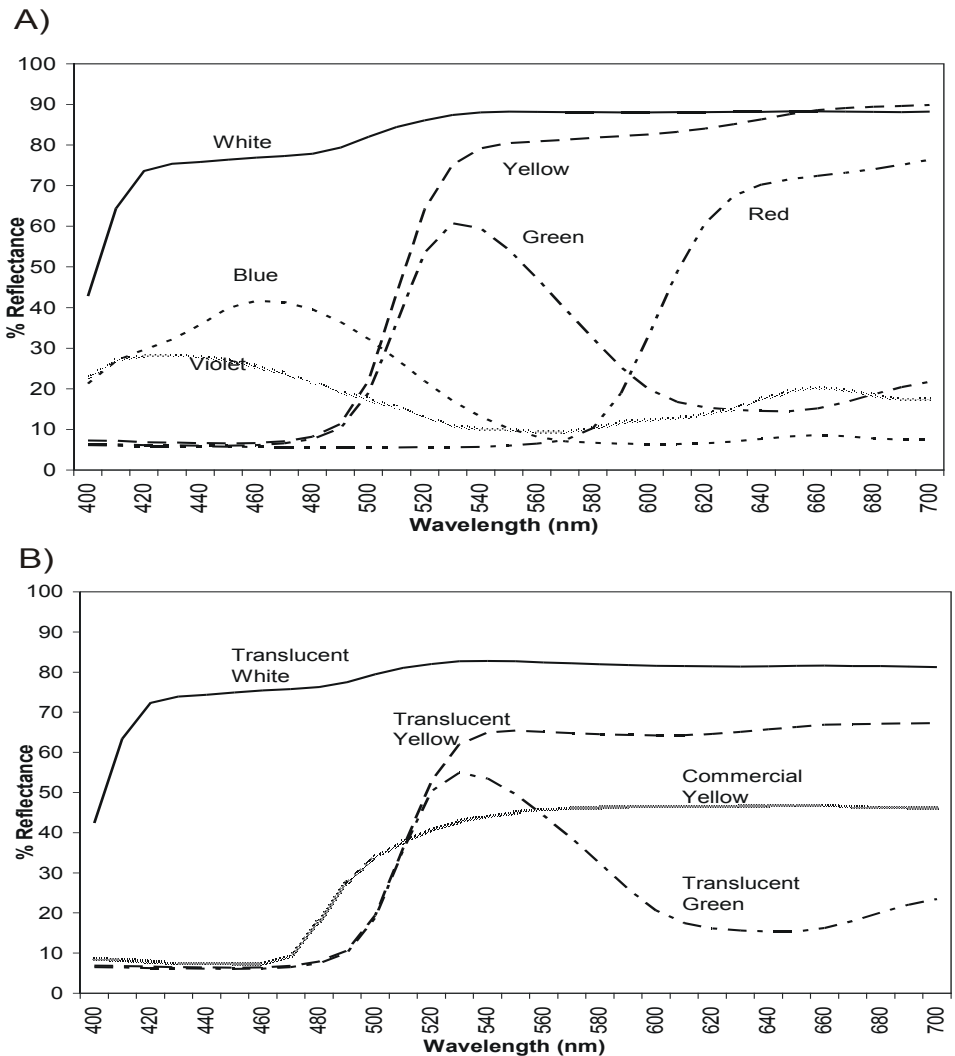 A)
100
90
80
70
60
50
40
30
20
10
0
% Reflectance
White
Yellow
Red
Green
Blue
Violet
400 420 440 460 480 500 520 540 560 580 600 620 640 660 680 700
Wavelength (nm)
B)
100
90
80
70
60
50
40
30
20
10
0
% Reflectance
Translucent
White
Translucent
Yellow
Commercial
Yellow
Translucent
Green
400 420 440 460 480 500 520 540 560 580 600 620 640 660 680 700
Wavelength (nm)